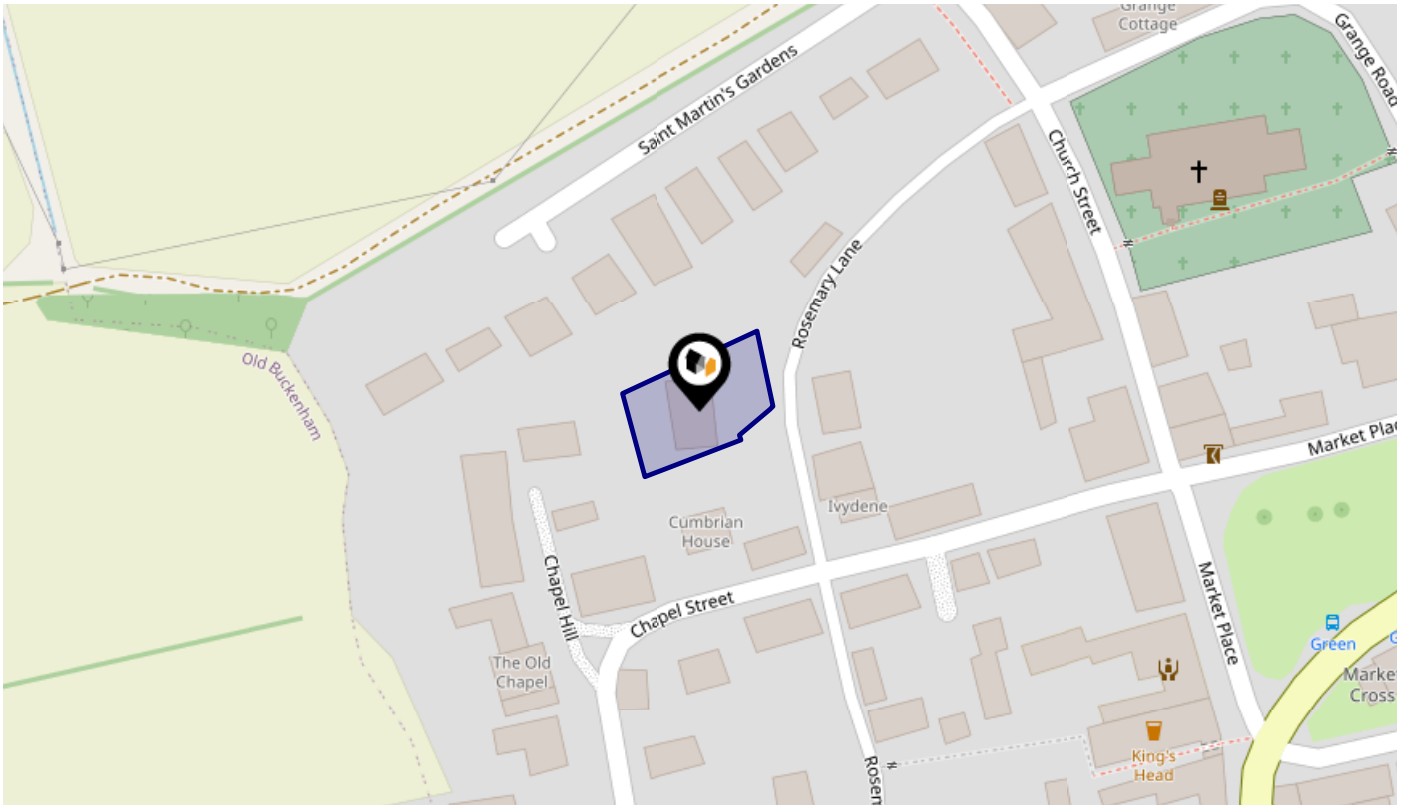 Grange
Cottage
Grange Road
Saint Martin's Gardens
Church Street
Rosemary Lane
Old Buckenham
Market Plac
Ivydene
Cumbrian
House
Chapel Hill
Chapel Street
Market Place
Green
G
The Old
Chapel
Market
Cross
King's
Head
Rosen